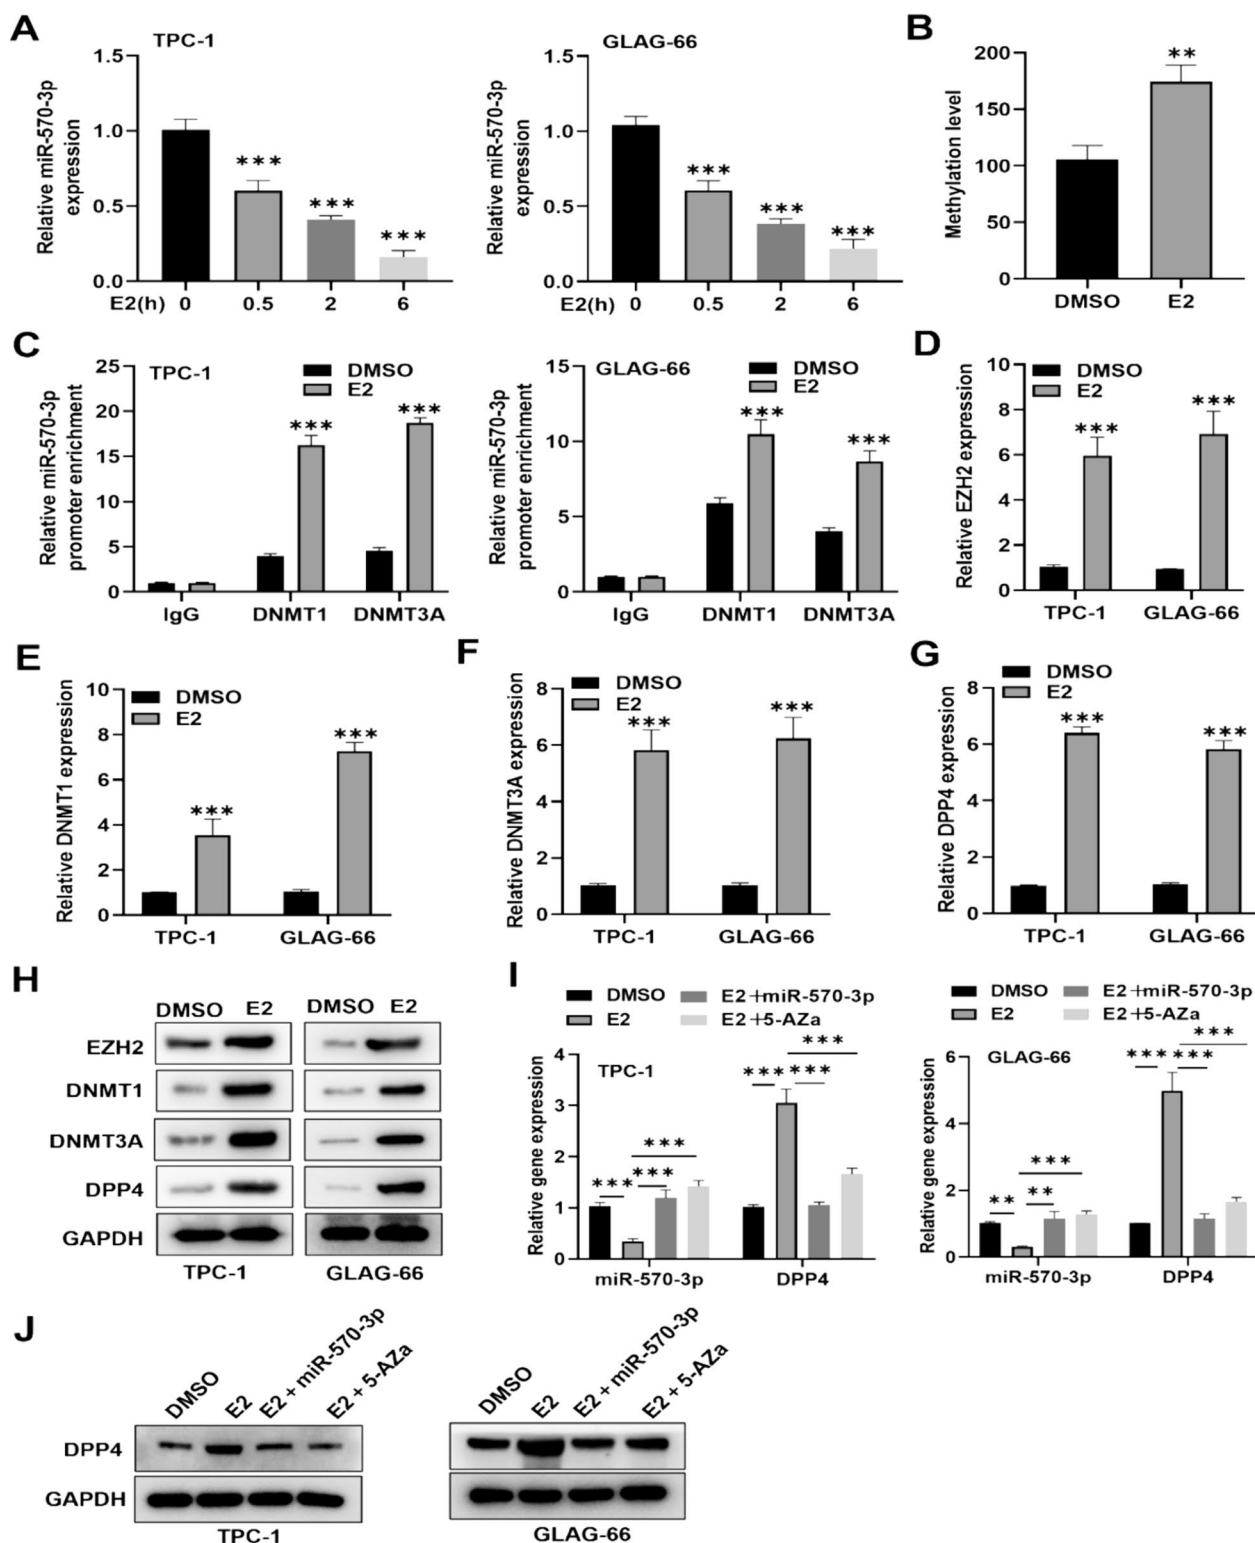 A
TPC-1
Relative miR-570-3p
expression
1.5
1.0
0.5
0.0
***
***
***
E2(h) 0 0.5 2 6
GLAG-66
Relative miR-570-3p
expression
1.5
1.0
0.5
0.0
***
***
***
E2(h) 0 0.5 2 6
B
Methylation level
200
150
100
50
0
**
DMSO E2
C
TPC-1
DMSO
E2
Relative miR-570-3p
promoter enrichment
25
20
15
10
5
0
*** ***
IgG DNMT1 DNMT3A
GLAG-66
DMSO
E2
Relative miR-570-3p
promoter enrichment
15
10
5
0
*** ***
IgG DNMT1 DNMT3A
D
DMSO
E2
Relative EZH2 expression
10
8
6
4
2
0
*** ***
TPC-1 GLAG-66
E
DMSO
E2
Relative DNMT1 expression
10
8
6
4
2
0
*** ***
TPC-1 GLAG-66
F
DMSO
E2
Relative DNMT3A expression
8
6
4
2
0
*** ***
TPC-1 GLAG-66
G
DMSO
E2
Relative DPP4 expression
8
6
4
2
0
*** ***
TPC-1 GLAG-66
H
DMSO E2 DMSO E2
EZH2
DNMT1
DNMT3A
DPP4
GAPDH
TPC-1 GLAG-66
I
DMSO E2+miR-570-3p
E2 E2+5-AZa
TPC-1
Relative gene expression
4
3
2
1
0
*** *** ***
*** *** ***
miR-570-3p DPP4
DMSO E2+miR-570-3p
E2 E2+5-AZa
GLAG-66
Relative gene expression
6
4
2
0
** ** ***
*** *** ***
miR-570-3p DPP4
J
DMSO E2 E2 + miR-570-3p E2 + 5-AZa
DMSO E2 E2 + miR-570-3p E2 + 5-AZa
DPP4
GAPDH
TPC-1 GLAG-66